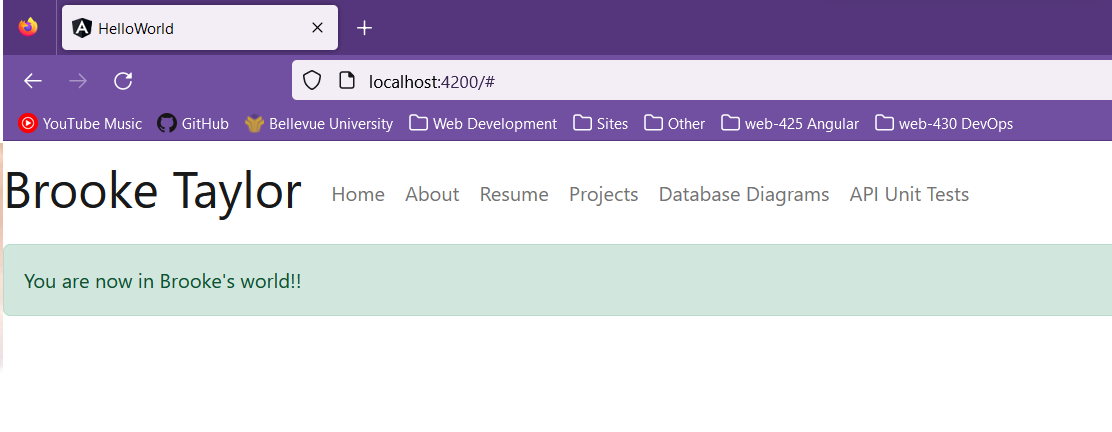 HelloWorld
localhost:4200/#
YouTube Music GitHub Bellevue University Web Development Sites Other web-425 Angular web-430 DevOps
Brooke Taylor Home About Resume Projects Database Diagrams API Unit Tests
You are now in Brooke's world!!